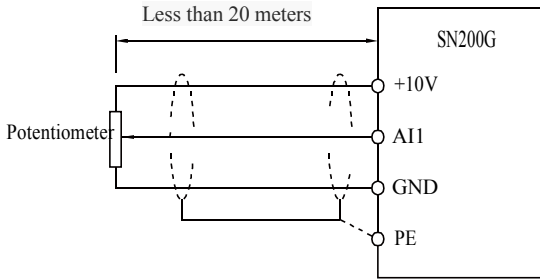 Less than 20 meters
SN200G
+10V
Potentiometer
AI1
GND
PE